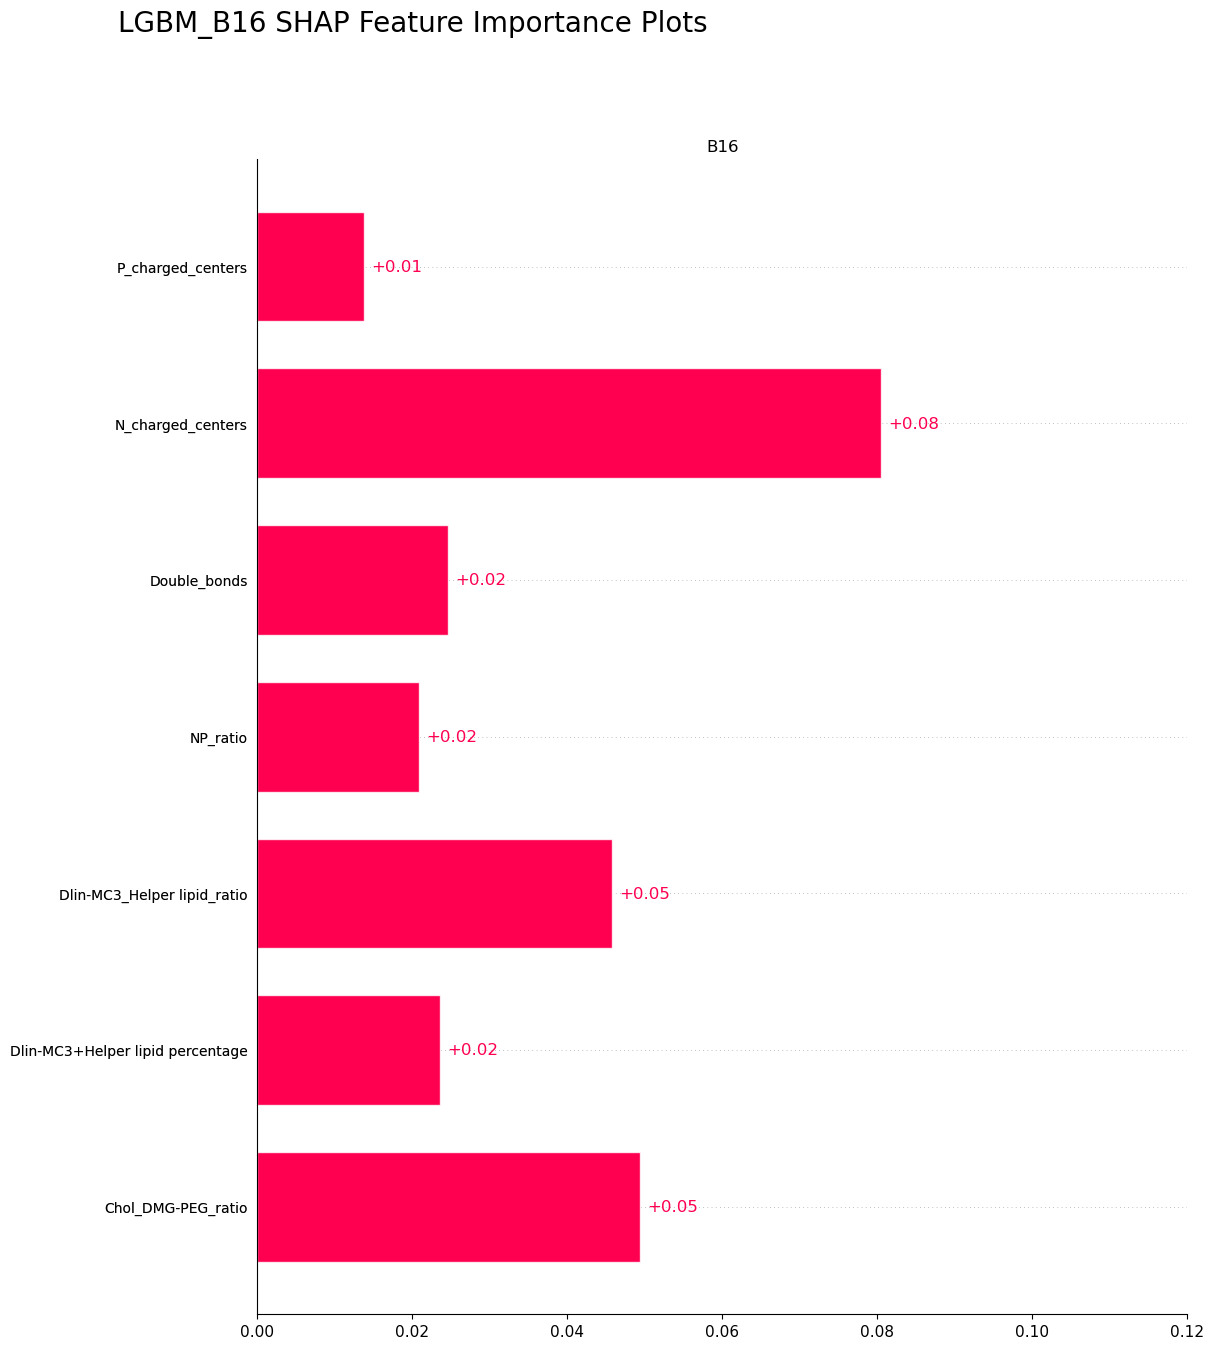 LGBM_B16 SHAP Feature Importance Plots
B16
P_charged_centers
+0.01
N_charged_centers
+0.08
Double_bonds
+0.02
NP_ratio
+0.02
Dlin-MC3_Helper lipid_ratio
+0.05
Dlin-MC3+Helper lipid percentage
+0.02
Chol_DMG-PEG_ratio
+0.05
0.00 0.02 0.04 0.06 0.08 0.10 0.12